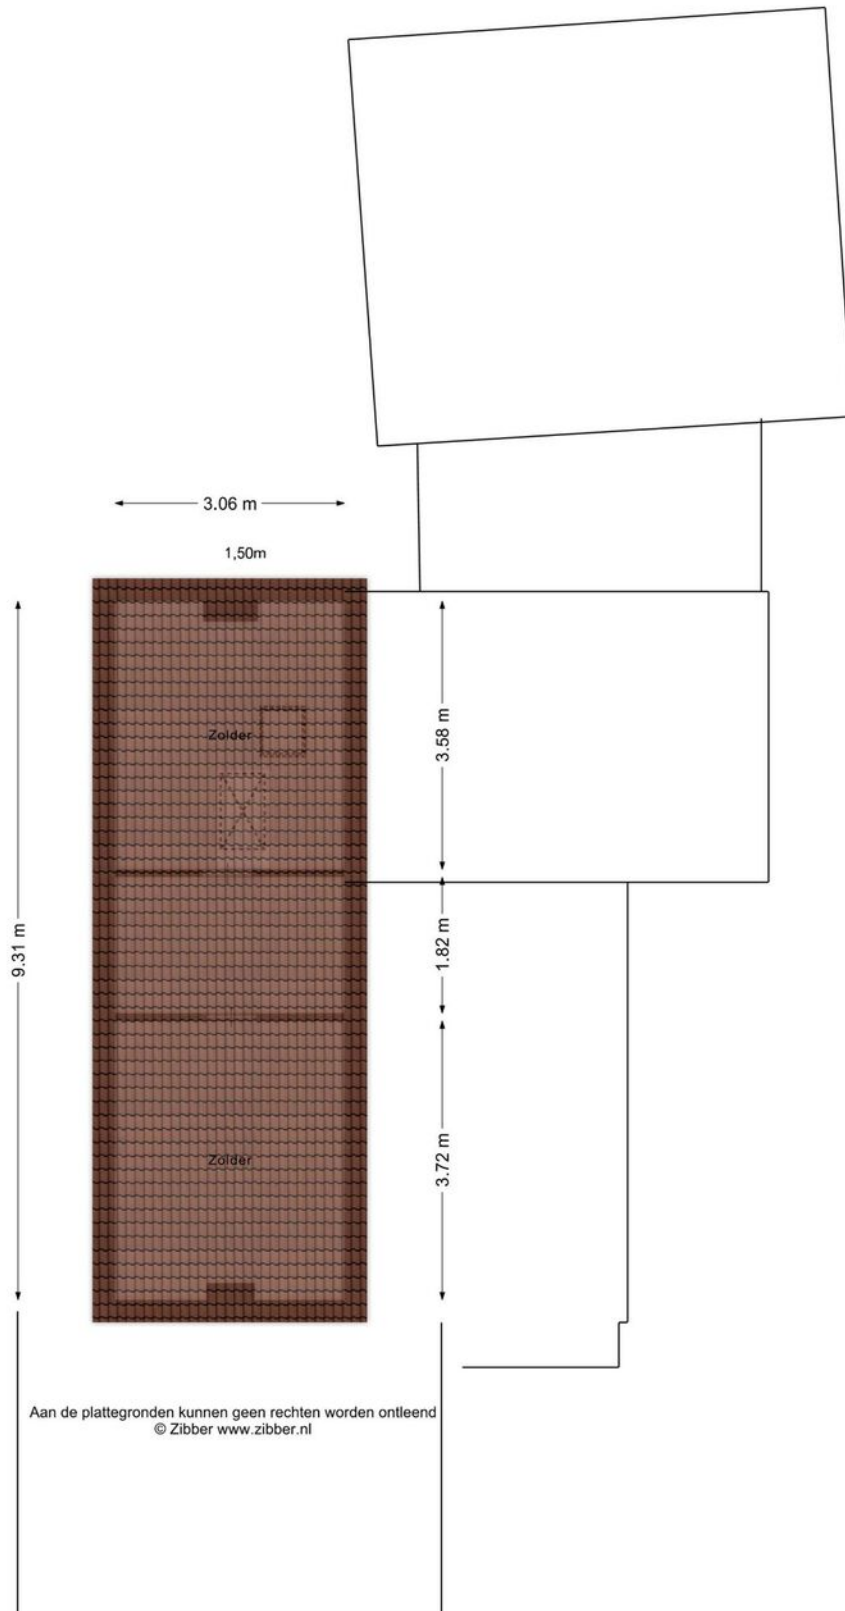 3.06 m
1,50m
Zolder
3.58 m
9.31 m
1.82 m
3.72 m
Zolder
Aan de plattegronden kunnen geen rechten worden ontleend
© Zibber www.zibber.nl